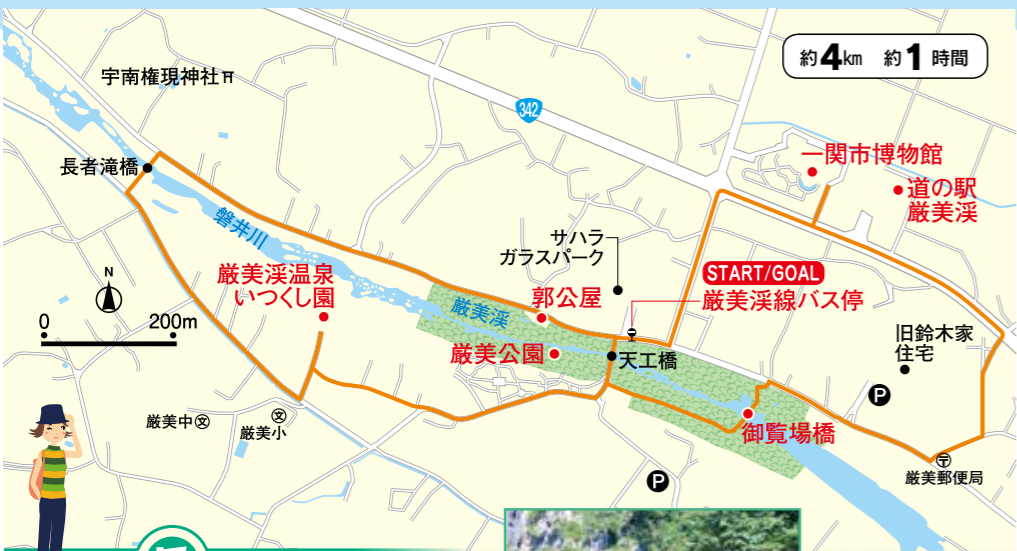 約4km 約1時間
宇南権現神社
342
長者滝橋
一関市博物館
道の駅
厳美渓
磐井川
サハラ
ガラスパーク
N
厳美渓温泉
いつくし園
厳美渓
郭公屋
START/GOAL
厳美渓線バス停
0 200m
厳美公園
天工橋
旧鈴木家
住宅
P
厳美中文
文
厳美小
御覧場橋
〒
厳美郵便局
P